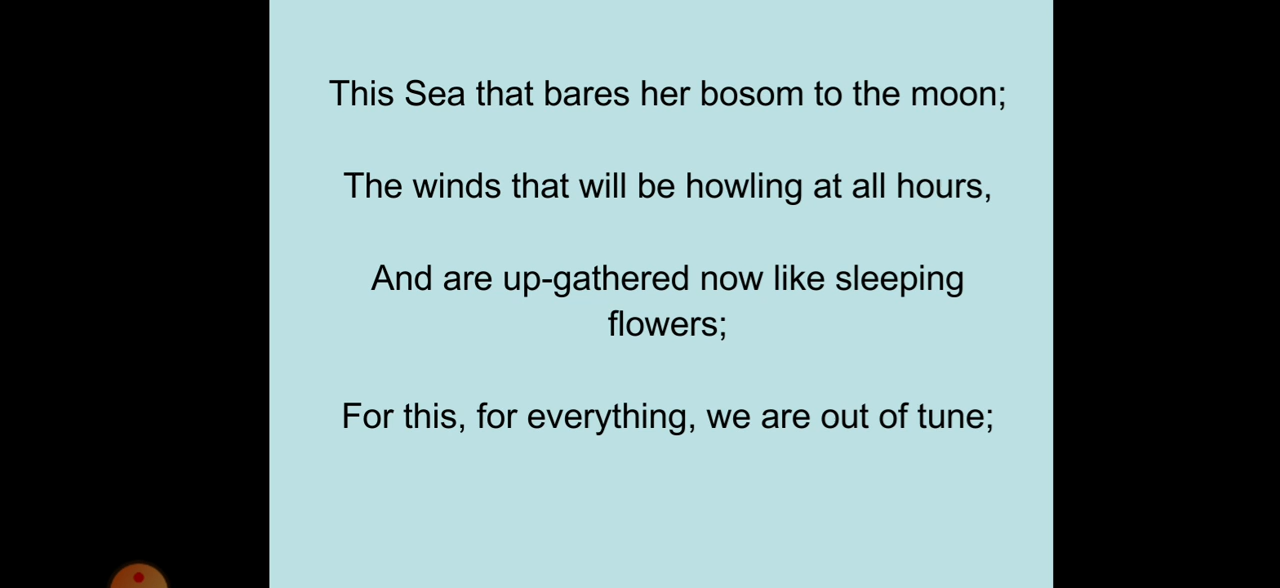 This Sea that bares her bosom to the moon;
The winds that will be howling at all hours,
And are up-gathered now like sleeping
flowers;
For this, for everything, we are out of tune;